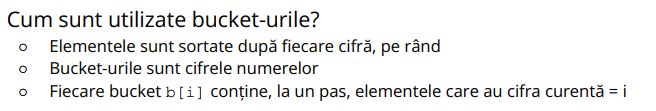 Cum sunt utilizate bucket-urile?
○ Elementele sunt sortate după fiecare cifră, pe rând
○ Bucket-urile sunt cifrele numerelor
○ Fiecare bucket b[i] conține, la un pas, elementele care au cifra curentă = i